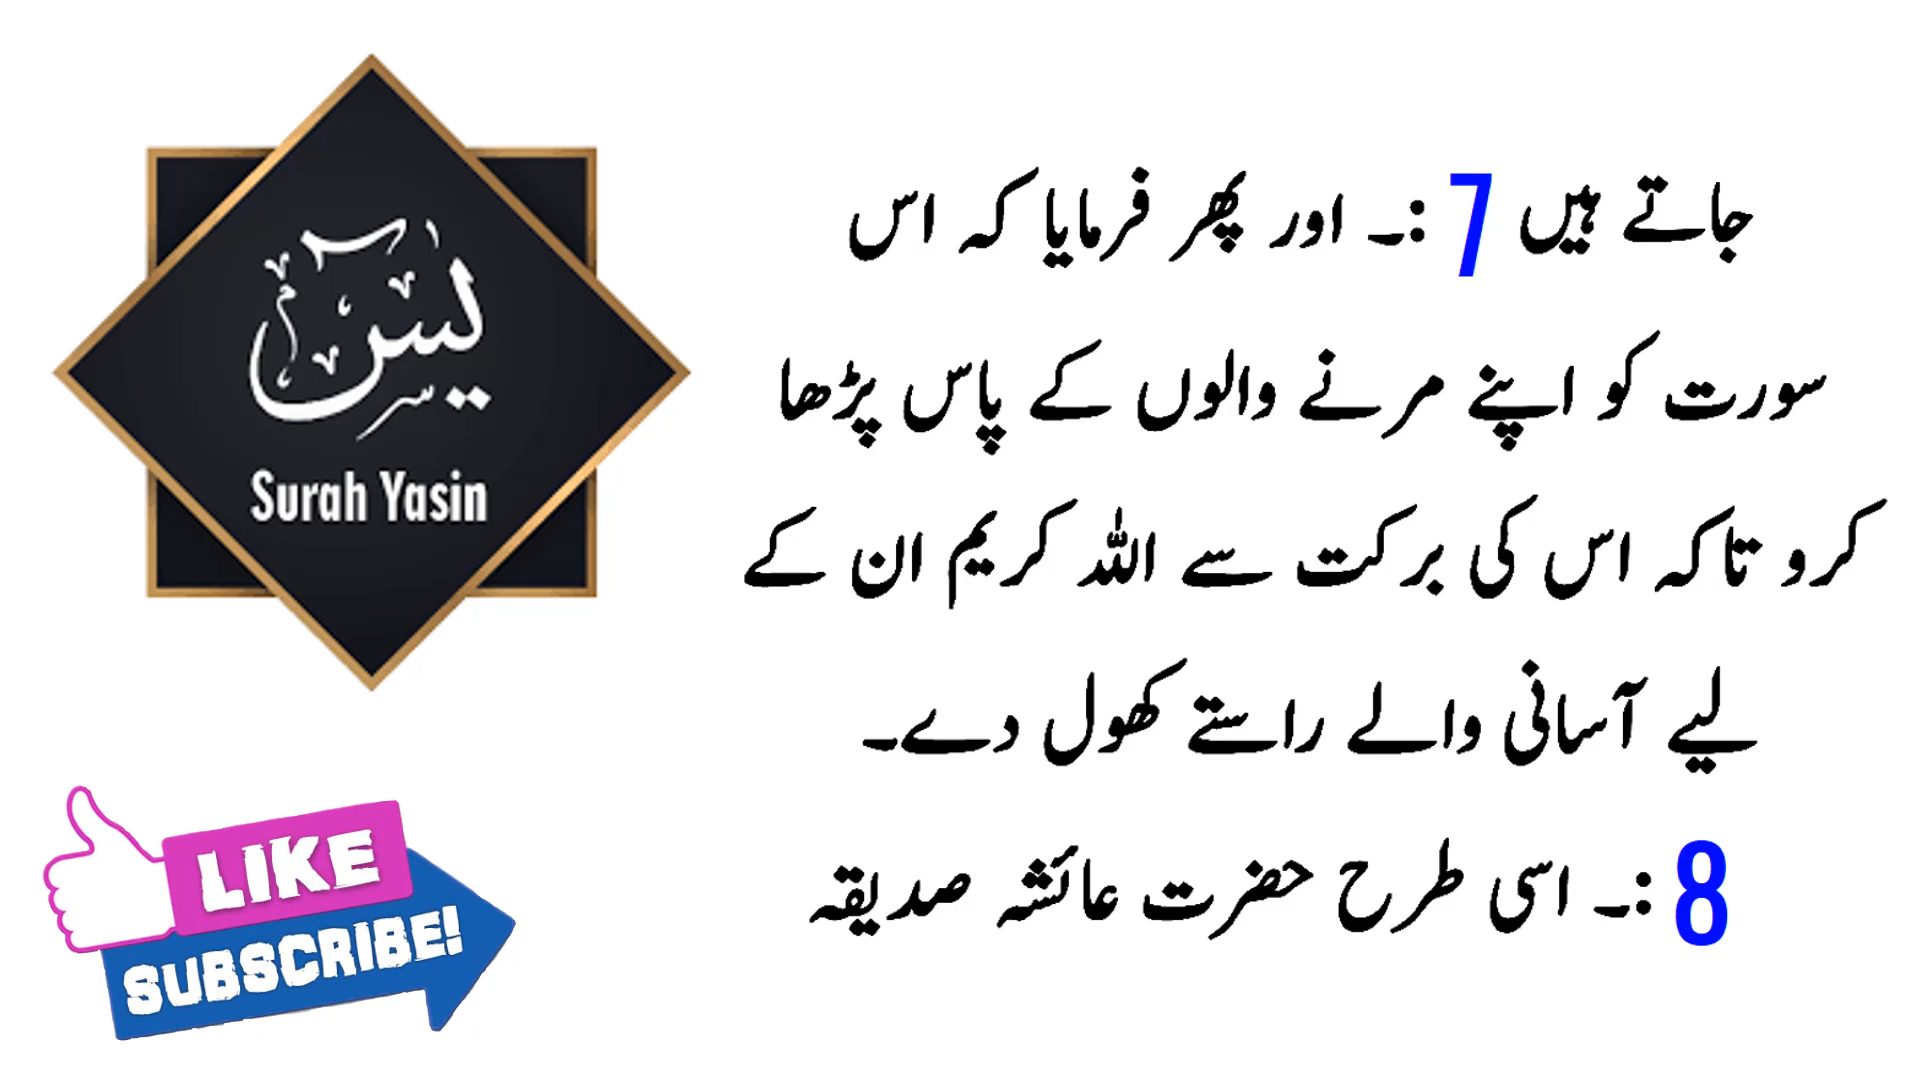 جاتے ہیں 7 :۔ اور پھر فرمایا کہ اس
سورت کو اپنے مرنے والوں کے پاس پڑھا
کرو تاکہ اس کی برکت سے اللہ کریم ان کے
لیے آسانی والے راستے کھول دے۔
8 :۔ اسی طرح حضرت عائشہ صدیقہ
يس
Surah Yasin
LIKE
SUBSCRIBE!